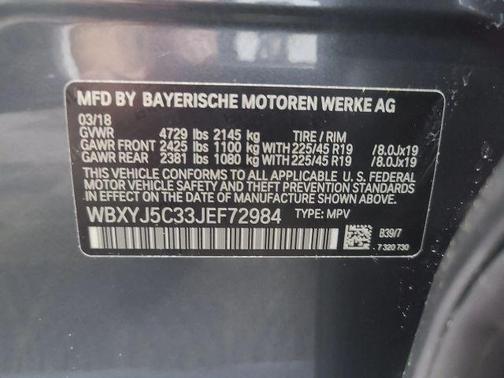 MFD BY BAYERISCHE MOTOREN WERKE AG
03/18
GVWR 4729 lbs 2145 kg TIRE / RIM
GAWR FRONT 2425 lbs 1100 kg WITH 225/45 R19 /8.0Jx19
GAWR REAR 2381 lbs 1080 kg WITH 225/45 R19 /8.0Jx19
THIS VEHICLE CONFORMS TO ALL APPLICABLE U. S. FEDERAL
MOTOR VEHICLE SAFETY, BUMPER, AND THEFT PREVENTION
STANDARDS IN EFFECT ON THE DATE OF MANUFACTURE SHOWN ABOVE.
WBXYJ5C33JEF72984 TYPE: MPV
B39/7
7 320 730